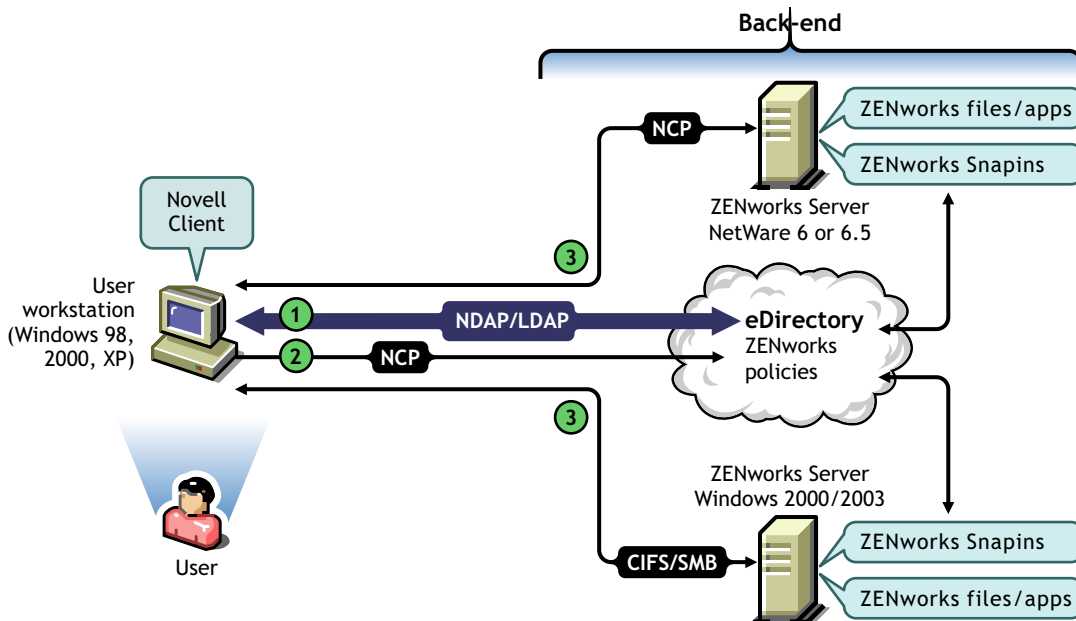 Back-end
NCP
ZENworks files/apps
ZENworks Snapins
Novell
Client
ZENworks Server
NetWare 6 or 6.5
3
User
workstation
(Windows 98,
2000, XP)
1
NDAP/LDAP
eDirectory
ZENworks
policies
2
NCP
3
ZENworks Server
Windows 2000/2003
User
CIFS/SMB
ZENworks Snapins
ZENworks files/apps